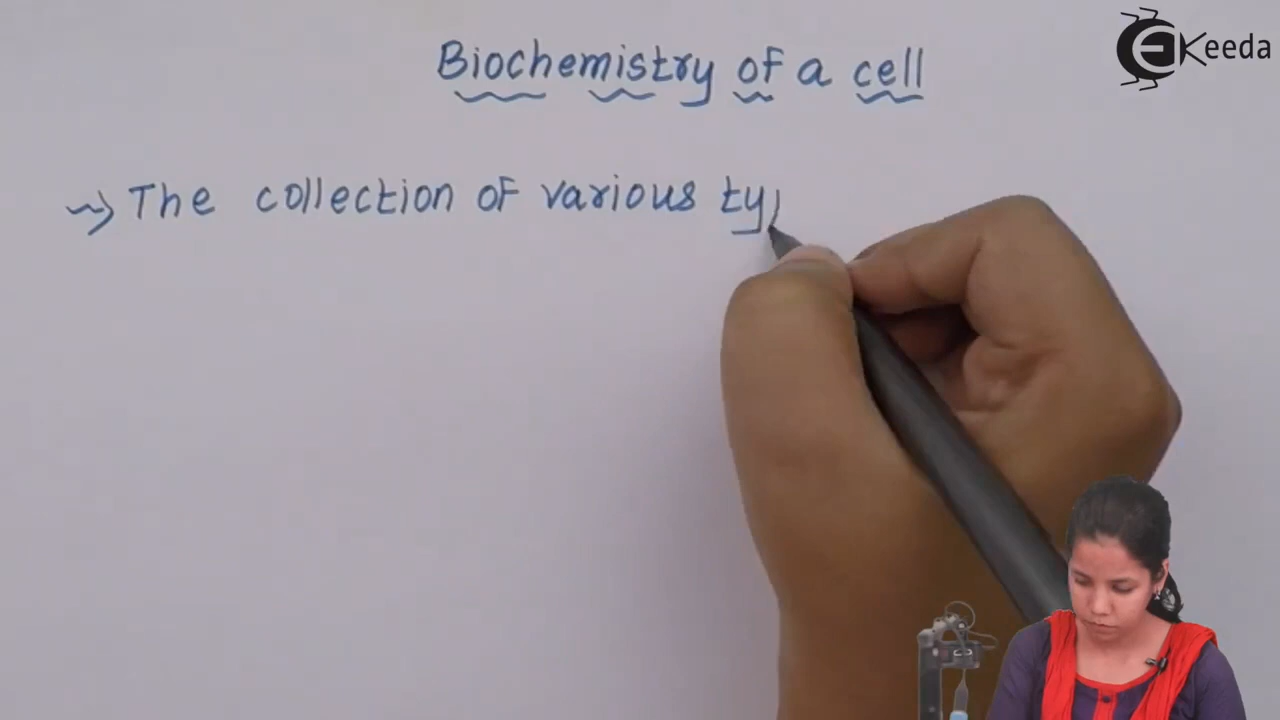 Biochemistry of a cell
Keeda
The collection of various ty